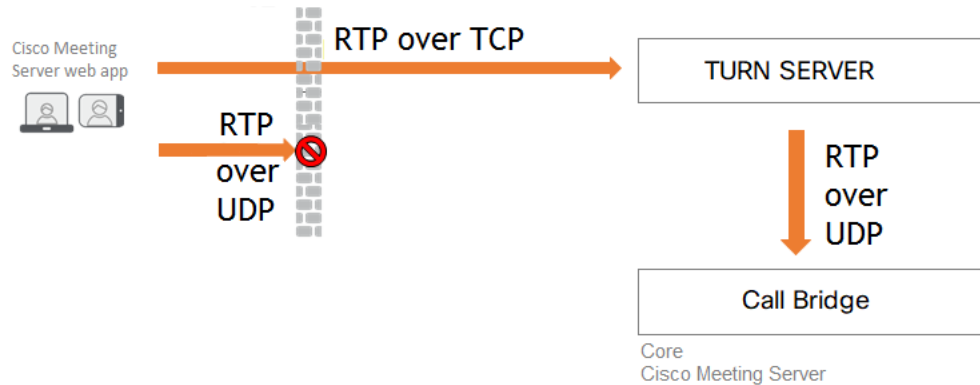 RTP over TCP
Cisco Meeting
Server web app
TURN SERVER
RTP
over
UDP
RTP
over
UDP
Call Bridge
Core
Cisco Meeting Server